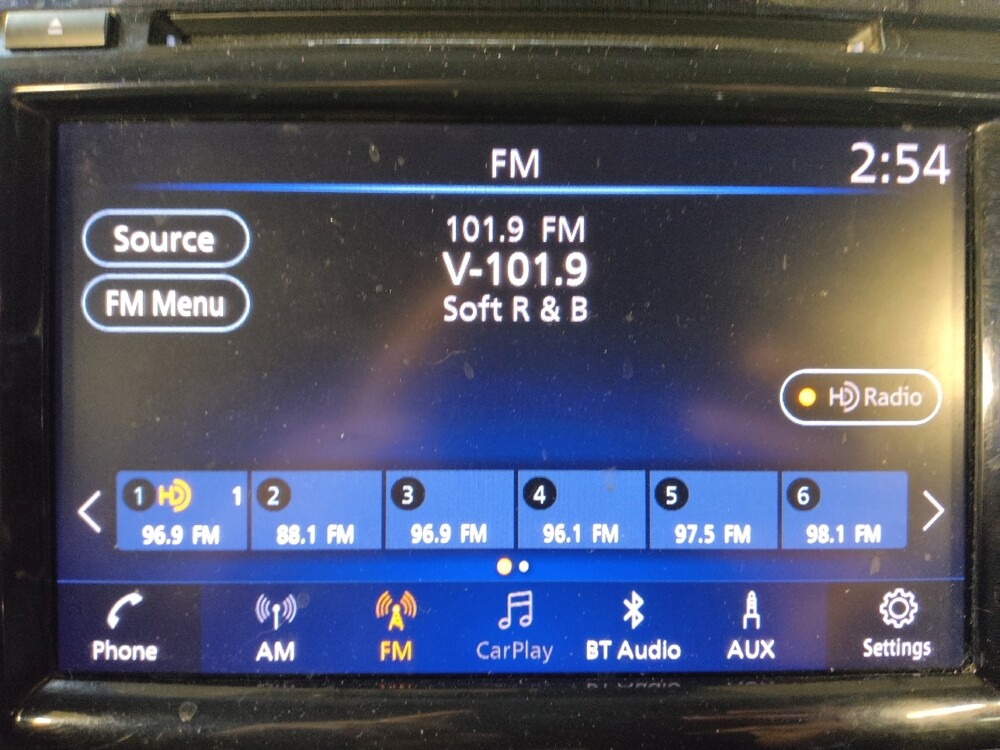 FM
2:54
Source
101.9 FM
V-101.9
Soft R & B
FM Menu
HD Radio
1 HD 1
96.9 FM
2
88.1 FM
3
96.9 FM
4
96.1 FM
5
97.5 FM
6
98.1 FM
Phone
AM
FM
CarPlay
BT Audio
AUX
Settings